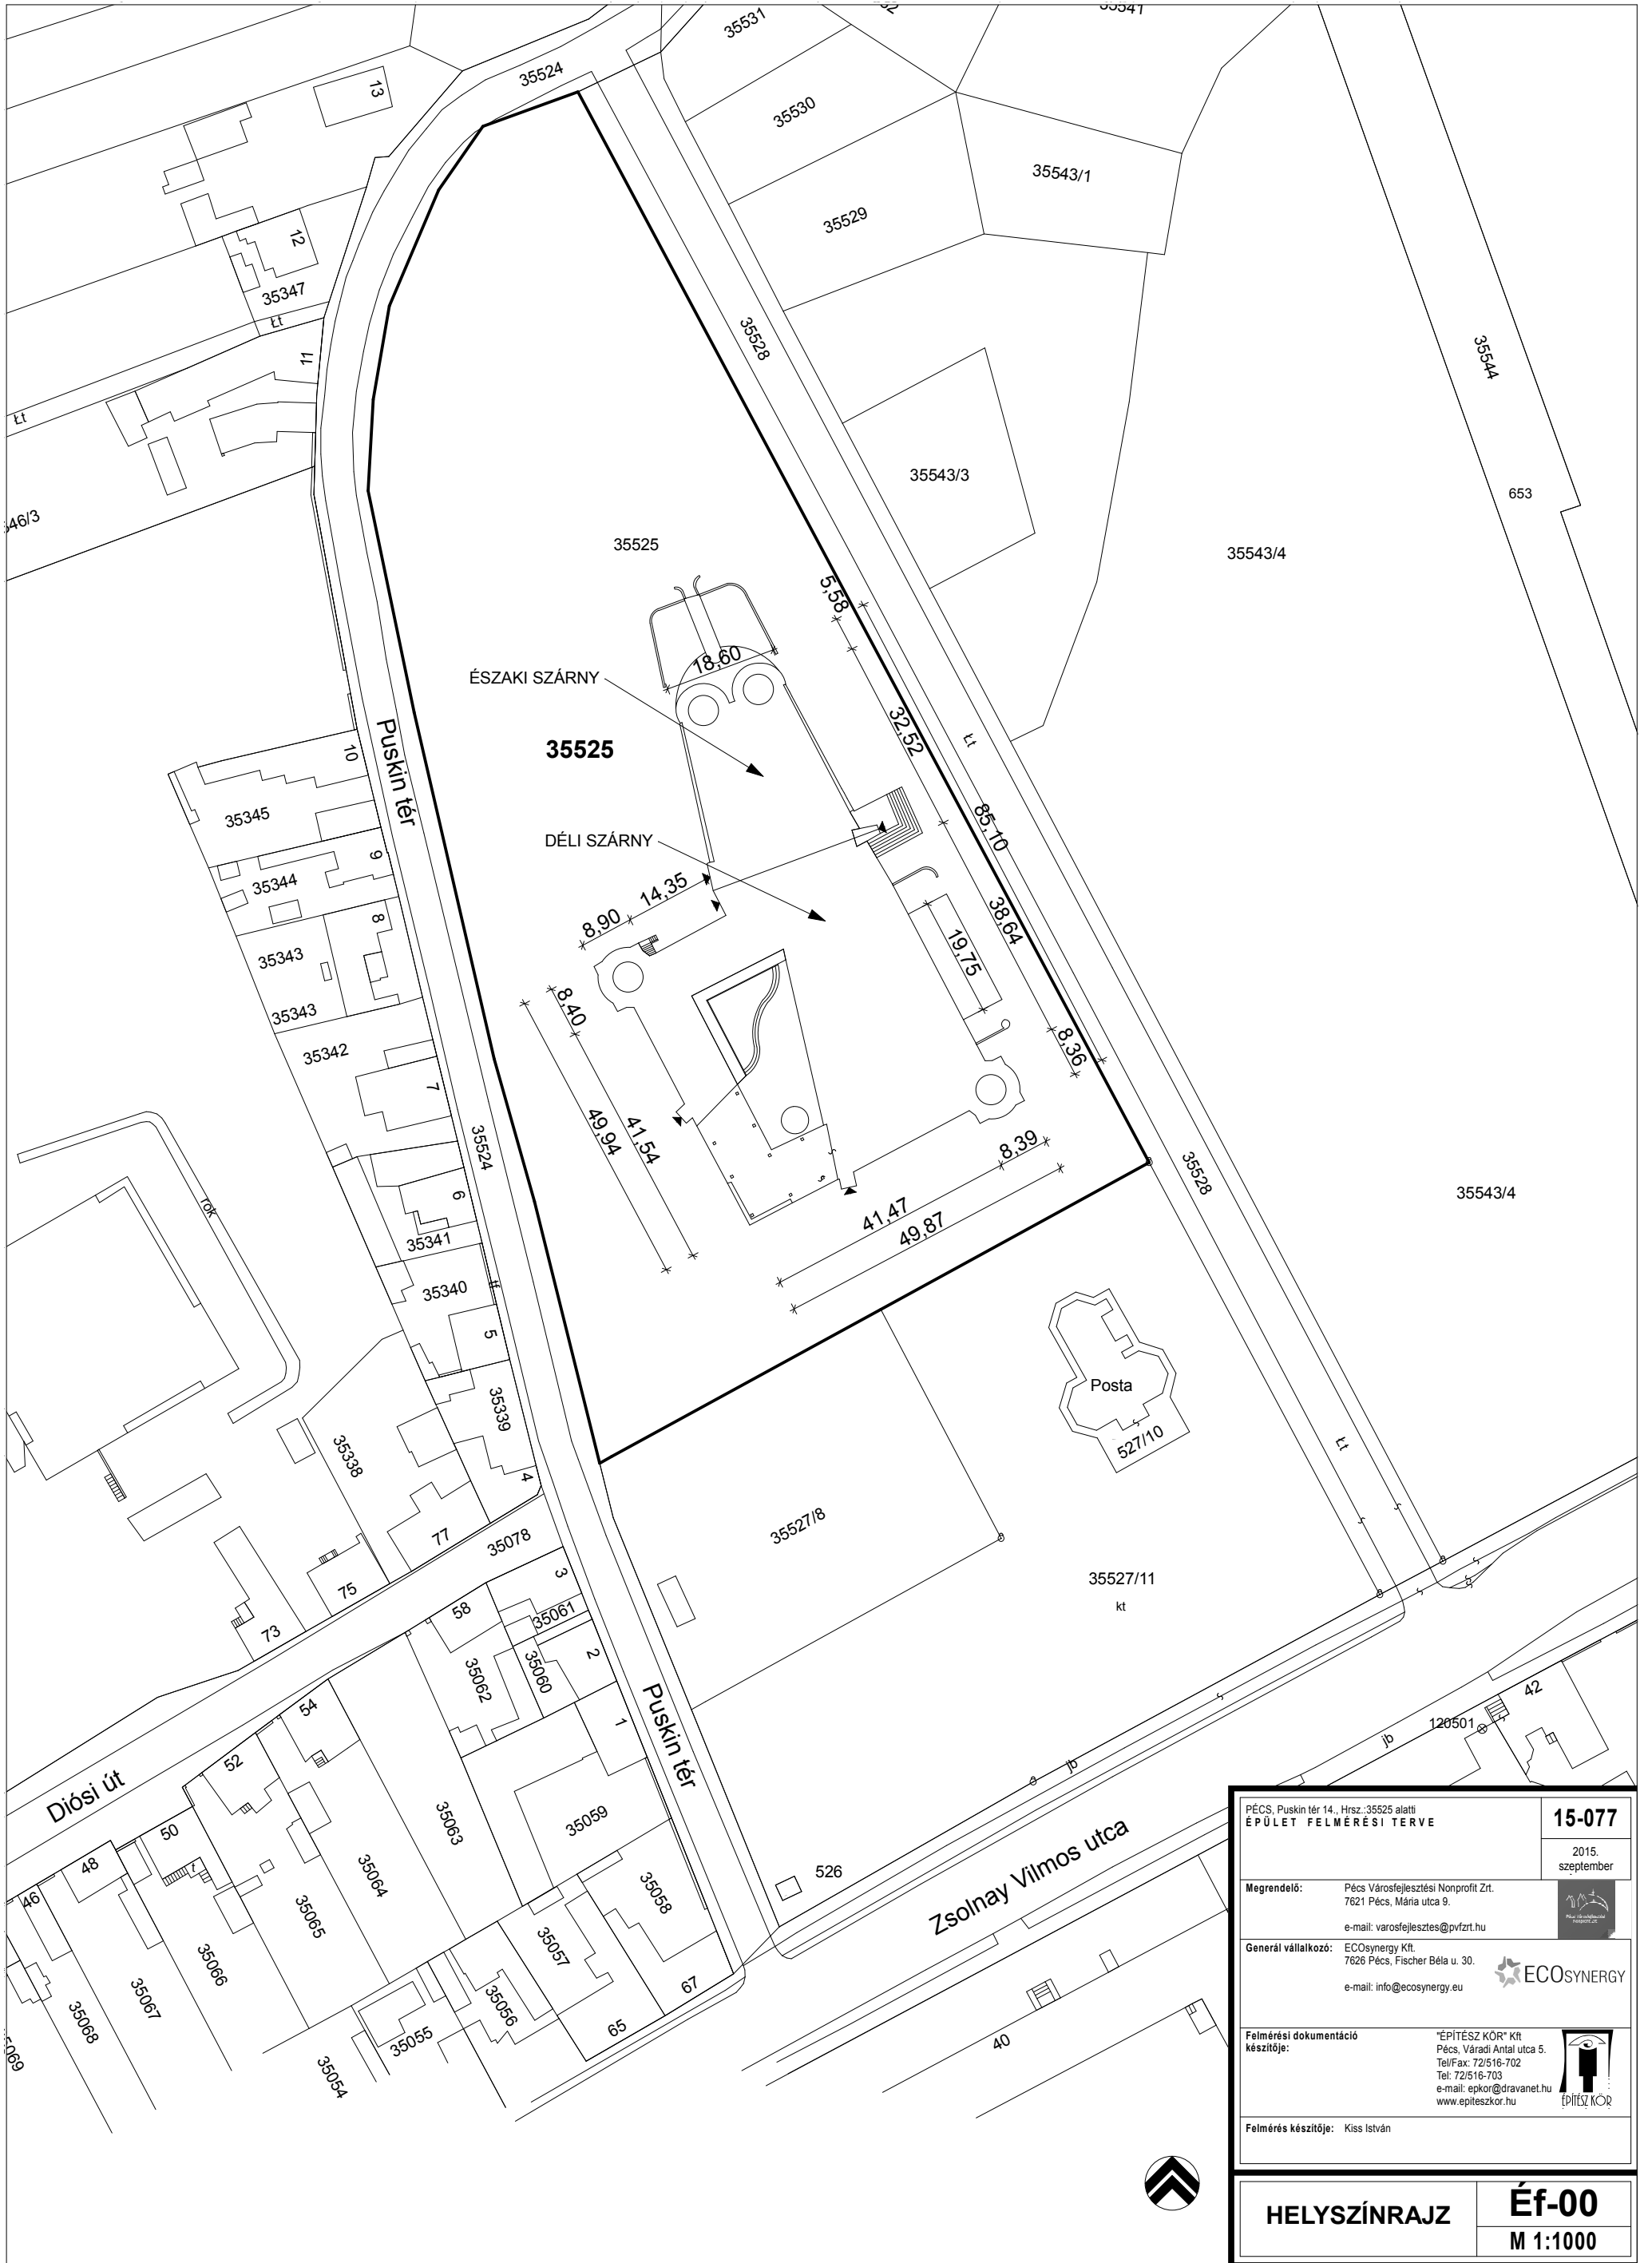 35531
35541
35524
13
35530
35543/1
35529
12
35347
Łt
11
35528
35544
Łt
35543/3
653
546/3
35525
35543/4
5,58
18,60
ÉSZAKI SZÁRNY
32,52
Łt
Puskin tér
10
35525
35345
85,10
DÉLI SZÁRNY
9
35344
14,35
8,90
38,64
8
35343
19,75
35343
8,40
35342
8,36
7
49,94
41,54
35524
8,39
35528
rok
6
35543/4
41,47
49,87
35341
tf
35340
5
Posta
35339
527/10
Łt
35338
4
77
35078
35527/8
75
3
35527/11
kt
58
35061
73
2
35060
35062
54
Puskin tér
1
42
120501
jb
52
jb
Diósi út
35063
35059
50
48
t
46
35064
35058
526
Zsolnay Vilmos utca
35065
35057
35066
67
35056
35067
65
35068
35055
40
35054
PÉCS, Puskin tér 14., Hrsz.:35525 alatti
ÉPÜLET FELMÉRÉSI TERVE
15-077
2015.
szeptember
Megrendelő: Pécs Városfejlesztési Nonprofit Zrt.
7621 Pécs, Mária utca 9.
e-mail: varosfejlesztes@pvfzrt.hu
Generál vállalkozó: ECOsynergy Kft.
7626 Pécs, Fischer Béla u. 30.
e-mail: info@ecosynergy.eu
ECOSYNERGY
Felmérési dokumentáció
készítője:
"ÉPÍTÉSZ KÖR" Kft
Pécs, Váradi Antal utca 5.
Tel/Fax: 72/516-702
Tel: 72/516-703
e-mail: epkor@dravanet.hu
www.epiteszkor.hu
ÉPÍTÉSZ KÖR
Felmérés készítője: Kiss István
HELYSZÍNRAJZ
Éf-00
M 1:1000